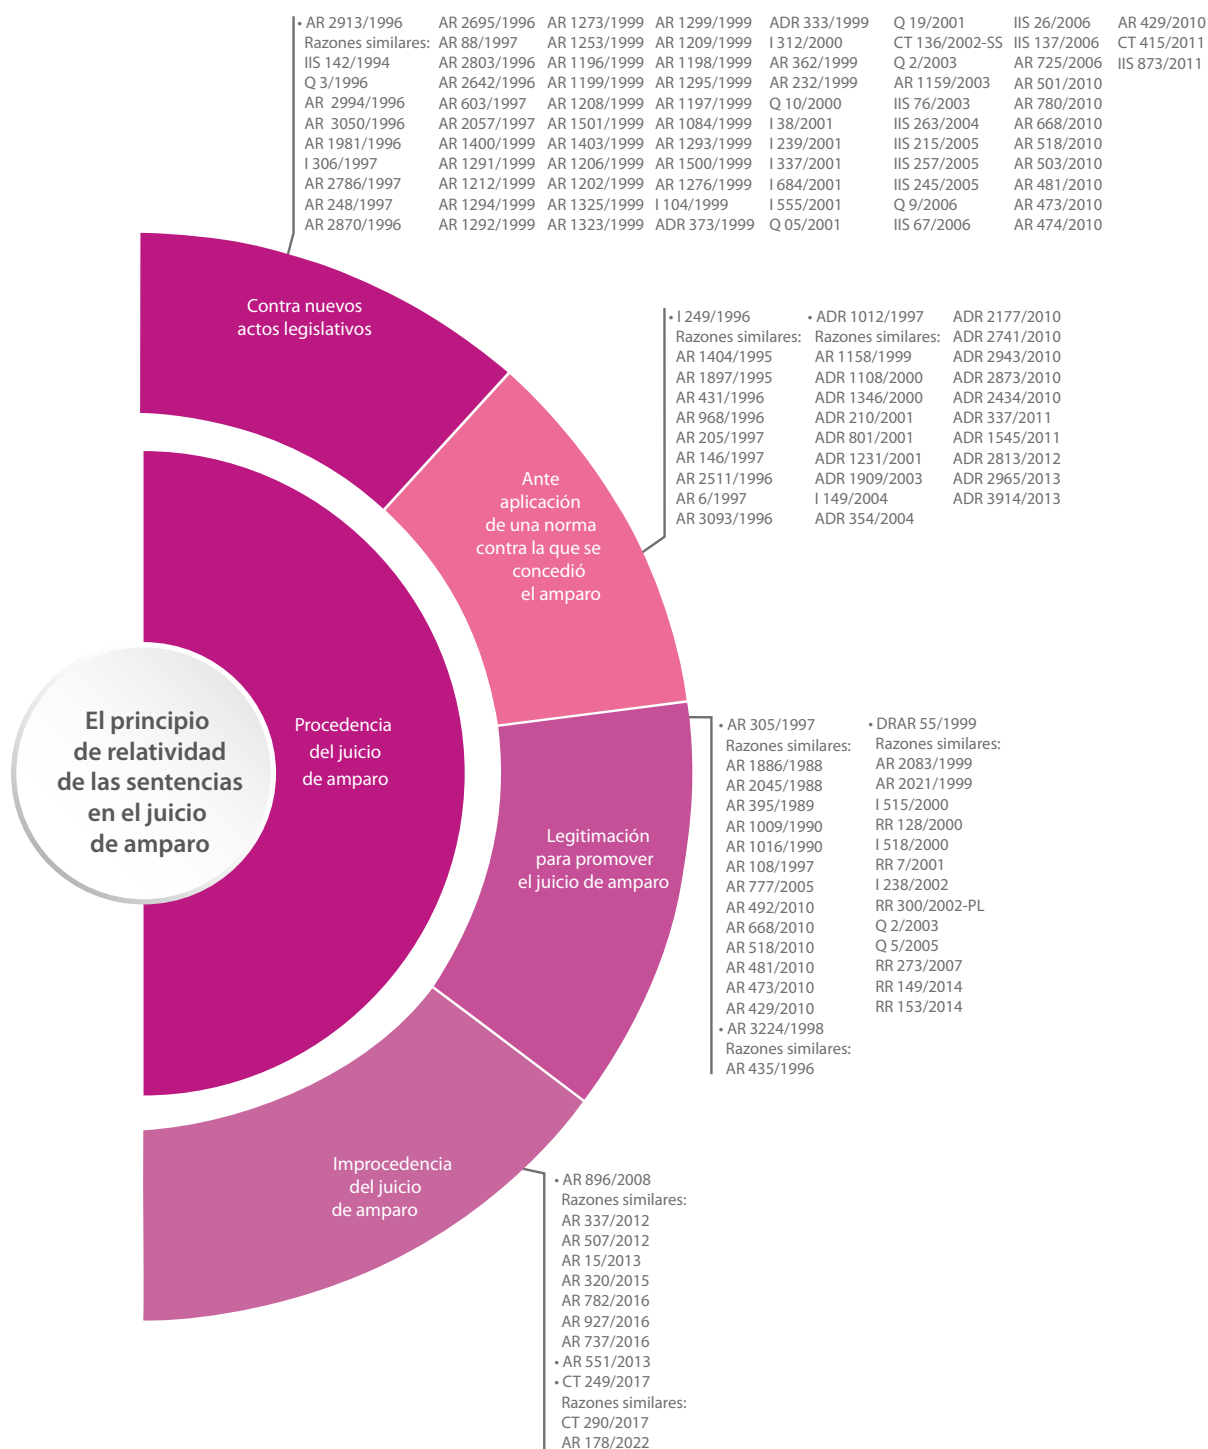 • AR 2913/1996
Razones similares:
IIS 142/1994
Q 3/1996
AR 2994/1996
AR 3050/1996
AR 1981/1996
I 306/1997
AR 2786/1997
AR 248/1997
AR 2870/1996
AR 2695/1996
AR 88/1997
AR 2803/1996
AR 2642/1996
AR 603/1997
AR 2057/1997
AR 1400/1999
AR 1291/1999
AR 1212/1999
AR 1294/1999
AR 1292/1999
AR 1273/1999
AR 1253/1999
AR 1196/1999
AR 1199/1999
AR 1208/1999
AR 1501/1999
AR 1403/1999
AR 1206/1999
AR 1202/1999
AR 1325/1999
AR 1323/1999
AR 1299/1999
AR 1209/1999
AR 1198/1999
AR 1295/1999
AR 1197/1999
AR 1084/1999
AR 1293/1999
AR 1500/1999
AR 1276/1999
I 104/1999
ADR 373/1999
ADR 333/1999
I 312/2000
AR 362/1999
AR 232/1999
Q 10/2000
I 38/2001
I 239/2001
I 337/2001
I 684/2001
I 555/2001
Q 05/2001
Q 19/2001
CT 136/2002-SS
Q 2/2003
AR 1159/2003
IIS 76/2003
IIS 263/2004
IIS 215/2005
IIS 257/2005
IIS 245/2005
Q 9/2006
IIS 67/2006
IIS 26/2006
IIS 137/2006
AR 725/2006
AR 501/2010
AR 780/2010
AR 668/2010
AR 518/2010
AR 503/2010
AR 481/2010
AR 473/2010
AR 474/2010
AR 429/2010
CT 415/2011
IIS 873/2011
Contra nuevos
actos legislativos
• I 249/1996
Razones similares:
AR 1404/1995
AR 1897/1995
AR 431/1996
AR 968/1996
AR 205/1997
AR 146/1997
AR 2511/1996
AR 6/1997
AR 3093/1996
• ADR 1012/1997
Razones similares:
AR 1158/1999
ADR 1108/2000
ADR 1346/2000
ADR 210/2001
ADR 801/2001
ADR 1231/2001
ADR 1909/2003
I 149/2004
ADR 354/2004
ADR 2177/2010
ADR 2741/2010
ADR 2943/2010
ADR 2873/2010
ADR 2434/2010
ADR 337/2011
ADR 1545/2011
ADR 2813/2012
ADR 2965/2013
ADR 3914/2013
Ante
aplicación
de una norma
contra la que se
concedió
el amparo
El principio
de relatividad
de las sentencias
en el juicio
de amparo
Procedencia
del juicio
de amparo
Legitimación
para promover
el juicio de amparo
• AR 305/1997
Razones similares:
AR 1886/1988
AR 2045/1988
AR 395/1989
AR 1009/1990
AR 1016/1990
AR 108/1997
AR 777/2005
AR 492/2010
AR 668/2010
AR 518/2010
AR 481/2010
AR 473/2010
AR 429/2010
• AR 3224/1998
Razones similares:
AR 435/1996
• DRAR 55/1999
Razones similares:
AR 2083/1999
AR 2021/1999
I 515/2000
RR 128/2000
I 518/2000
RR 7/2001
I 238/2002
RR 300/2002-PL
Q 2/2003
Q 5/2005
RR 273/2007
RR 149/2014
RR 153/2014
Improcedencia
del juicio
de amparo
• AR 896/2008
Razones similares:
AR 337/2012
AR 507/2012
AR 15/2013
AR 320/2015
AR 782/2016
AR 927/2016
AR 737/2016
• AR 551/2013
• CT 249/2017
Razones similares:
CT 290/2017
AR 178/2022